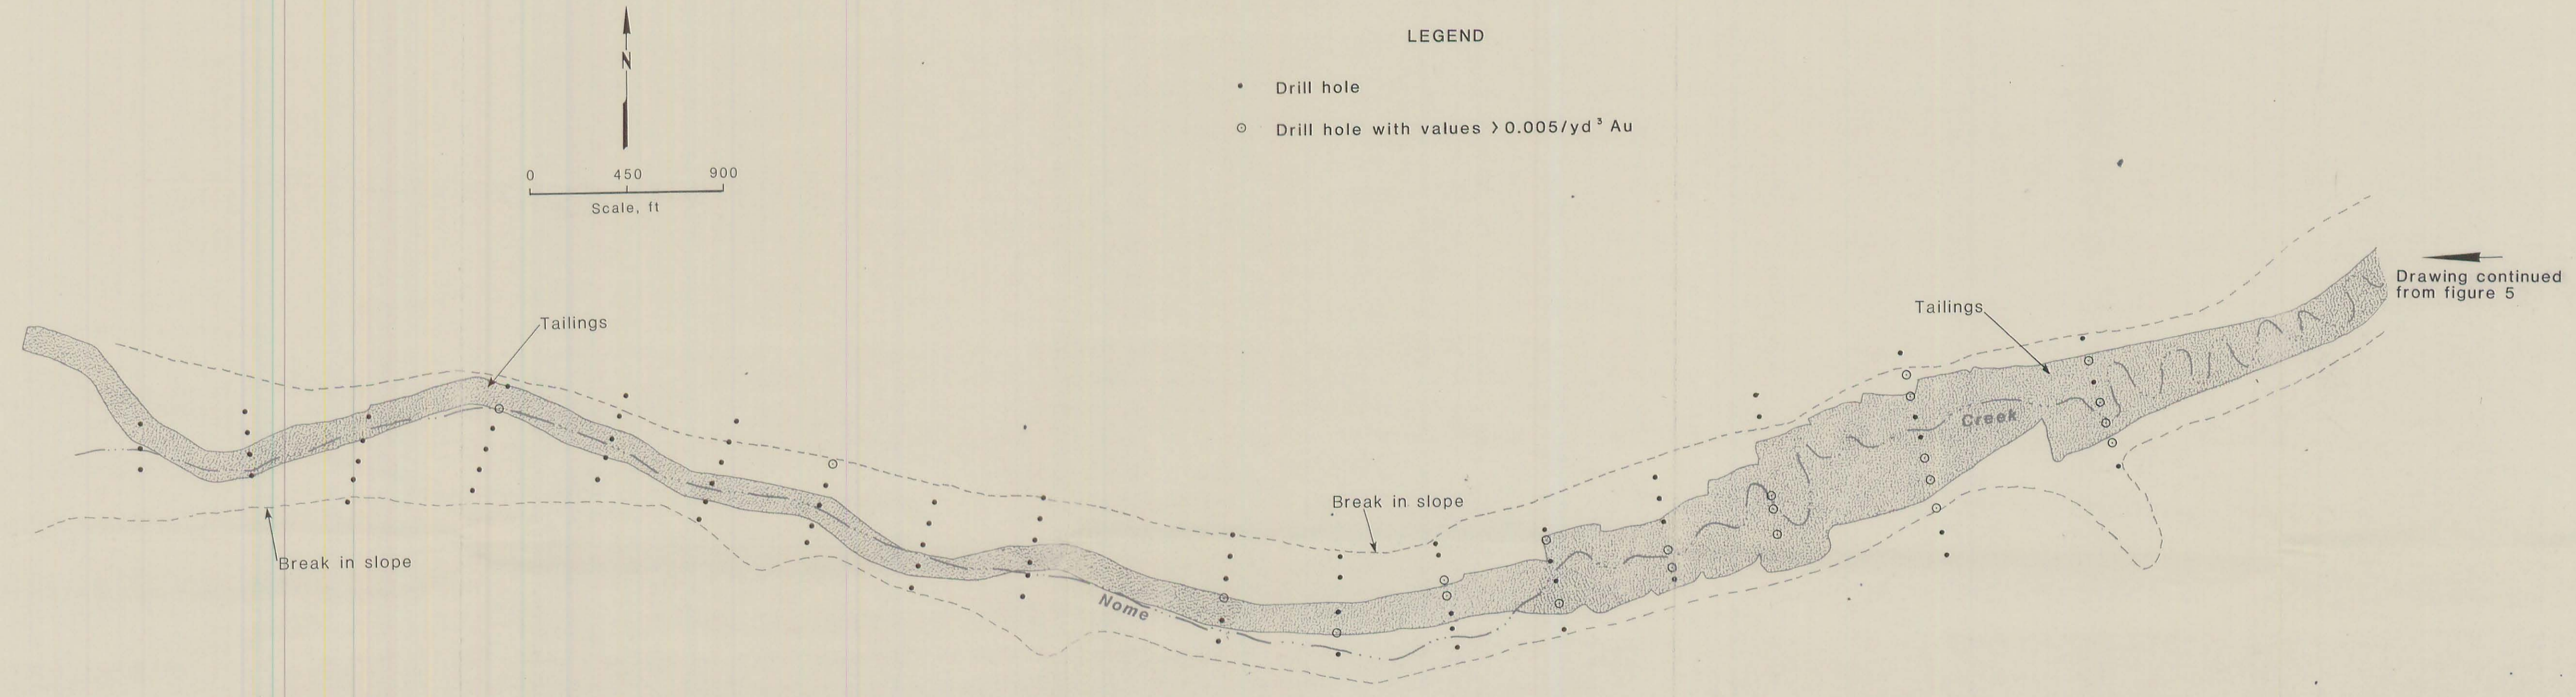 LEGEND
N
Drill hole
Drill hole with values >0.005/yd³ Au
0 450 900
Scale, ft
Drawing continued
from figure 5
Tailings
Tailings
Creek
Break in slope
Break in slope
Nome